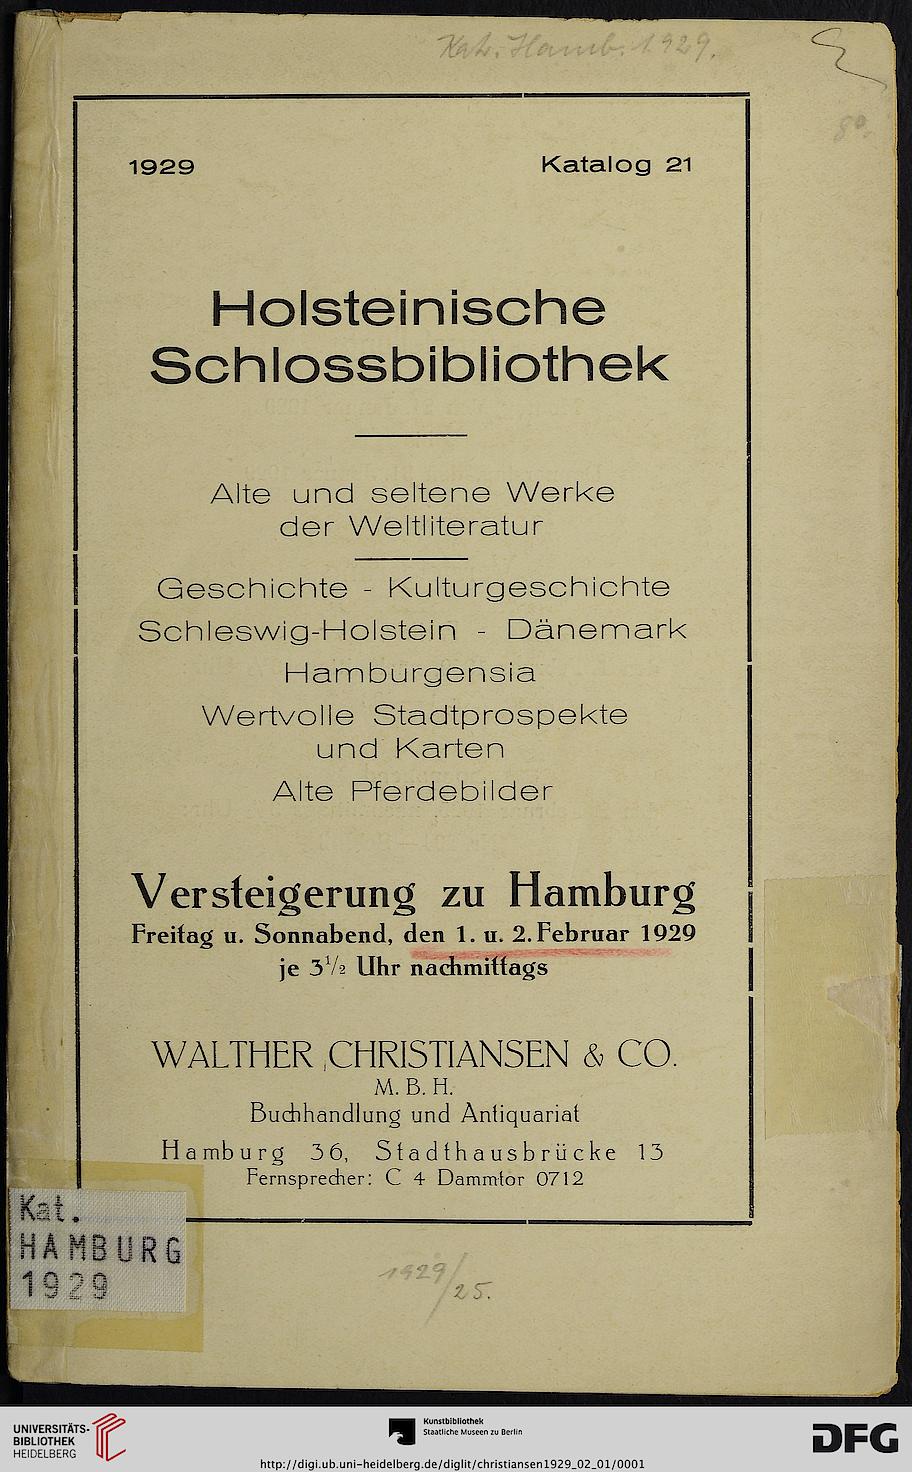 Kat. Hamb. 1929.
8°.
1929 Katalog 21
Holsteinische
Schlossbibliothek
Alte und seltene Werke
der Weltliteratur
Geschichte - Kulturgeschichte
Schleswig-Holstein - Dänemark
Hamburgensia
Wertvolle Stadtprospekte
und Karten
Alte Pferdebilder
Versteigerung zu Hamburg
Freitag u. Sonnabend, den 1. u. 2. Februar 1929
je 3½ Uhr nachmittags
WALTHER CHRISTIANSEN & CO.
M. B. H.
Buchhandlung und Antiquariat
Hamburg 36, Stadthausbrücke 13
Fernsprecher: C 4 Dammtor 0712
Kat.
HAMBURG
1929
1929/25.
UNIVERSITÄTS-
BIBLIOTHEK
HEIDELBERG
Kunstbibliothek
Staatliche Museen zu Berlin
DFG
http://digi.ub.uni-heidelberg.de/diglit/christiansen1929_02_01/0001